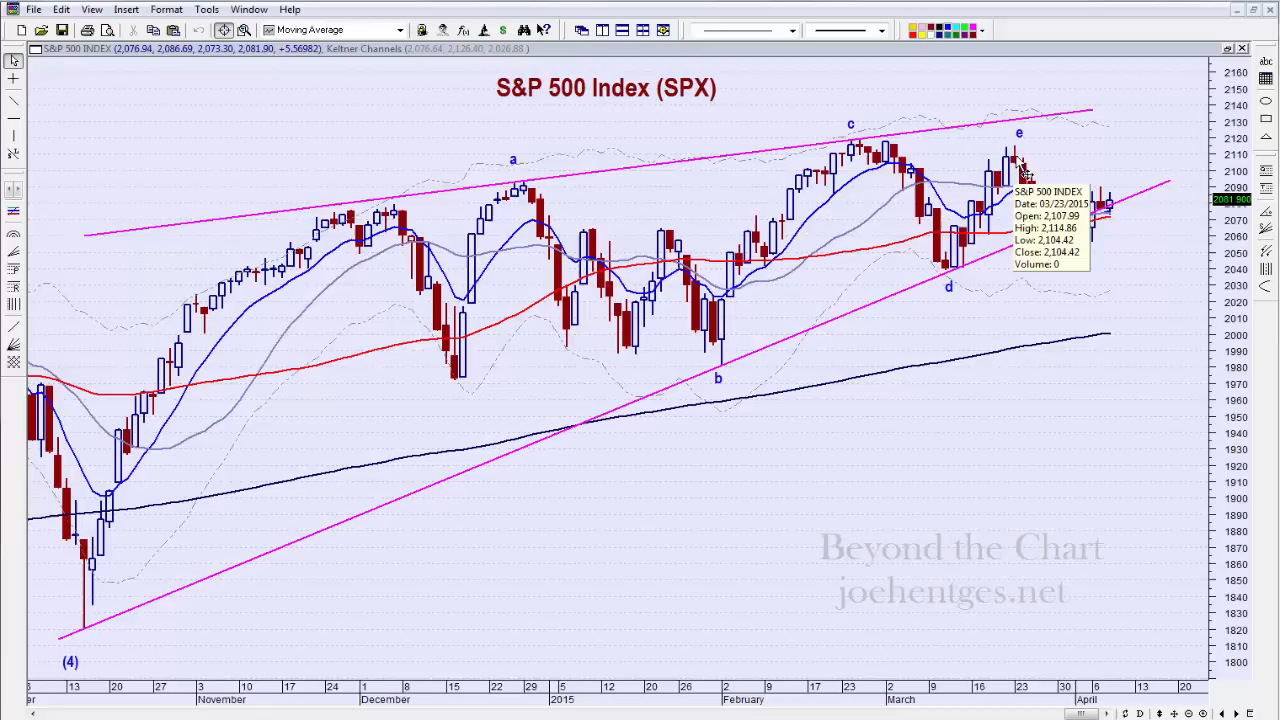 File Edit View Insert Format Tools Window Help
Moving Average
S&P 500 INDEX (2,076.94, 2,086.69, 2,073.30, 2,081.90, +5.56982), Keltner Channels (2,076.64, 2,126.40, 2,026.88)
abc
S&P 500 Index (SPX)
a
c
e
b
d
(4)
S&P 500 INDEX
Date: 03/23/2015
Open: 2,107.99
High: 2,114.86
Low: 2,104.42
Close: 2,104.42
Volume: 0
2160
2150
2140
2130
2120
2110
2100
2090
2081.900
2070
2060
2050
2040
2030
2020
2010
2000
1990
1980
1970
1960
1950
1940
1930
1920
1910
1900
1890
1880
1870
1860
1850
1840
1830
1820
1810
1800
Beyond the Chart
joehentges.net
6 13 20 27 3 10 17 24 1 8 15 22 29 5 12 20 26 2 9 17 23 2 9 16 23 30 6 13 20
er November December 2015 February March April